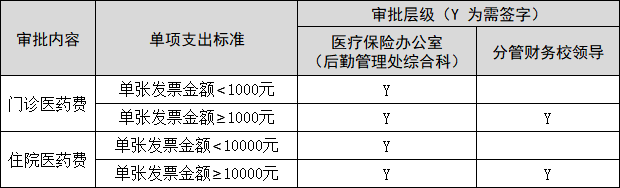 审批内容
单项支出标准
审批层级（Y 为需签字）
医疗保险办公室
（后勤管理处综合科）
分管财务校领导
门诊医药费
单张发票金额<1000元
Y
单张发票金额≥1000元
Y
Y
住院医药费
单张发票金额<10000元
Y
单张发票金额≥10000元
Y
Y